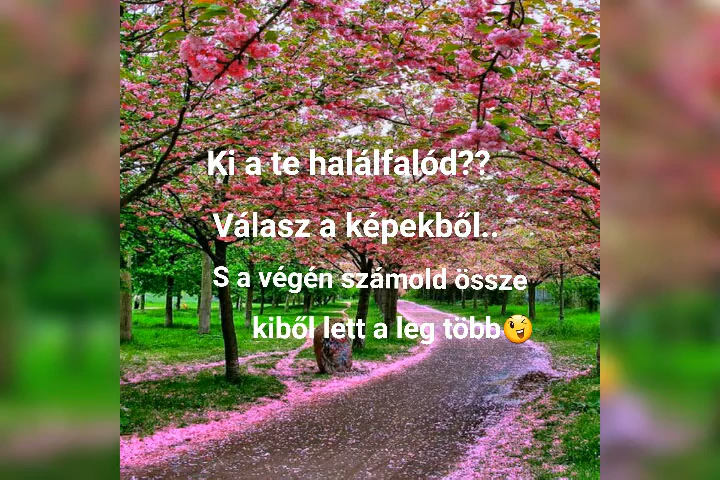 Ki a te halálfalód??
Válasz a képekből..
S a végén számold össze
kiből lett a leg több😉